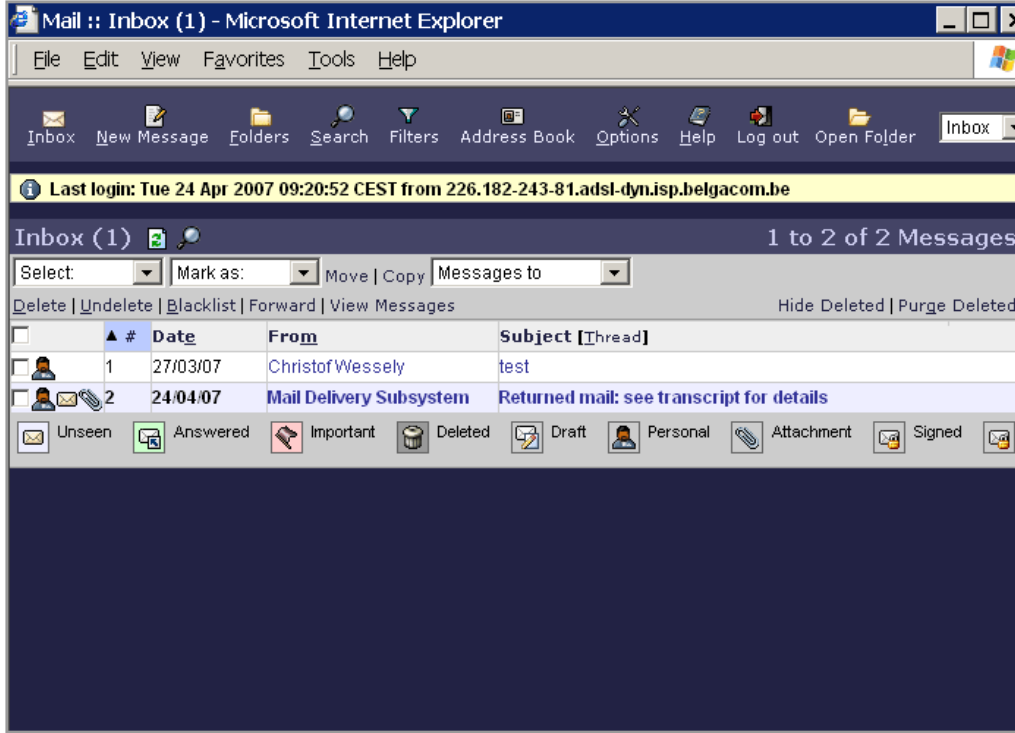 Mail :: Inbox (1) - Microsoft Internet Explorer
File Edit View Favorites Tools Help
Inbox New Message Folders Search Filters Address Book Options Help Log out Open Folder Inbox
Last login: Tue 24 Apr 2007 09:20:52 CEST from 226.182-243-81.adsl-dyn.isp.belgacom.be
Inbox (1) 1 to 2 of 2 Messages
Select: Mark as: Move | Copy Messages to
Delete | Undelete | Blacklist | Forward | View Messages Hide Deleted | Purge Deleted
# Date From Subject [Thread]
1 27/03/07 Christof Wessely test
2 24/04/07 Mail Delivery Subsystem Returned mail: see transcript for details
Unseen Answered Important Deleted Draft Personal Attachment Signed